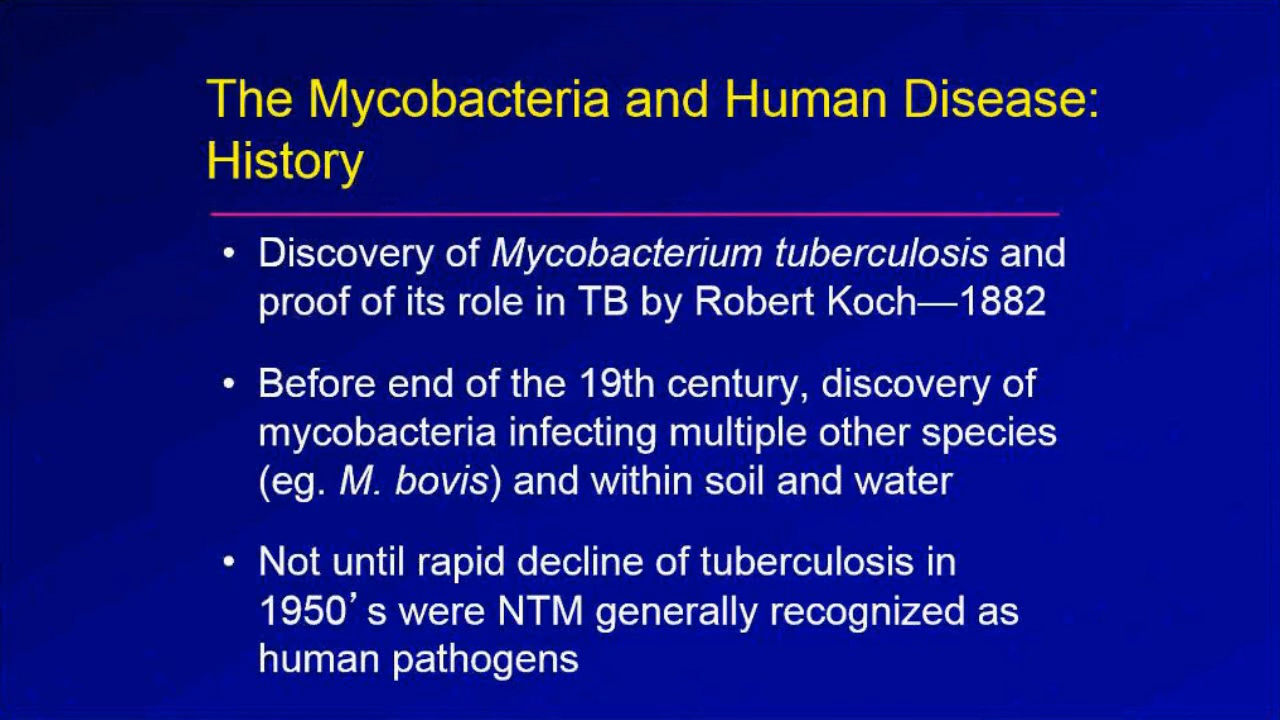 The Mycobacteria and Human Disease:
History
• Discovery of Mycobacterium tuberculosis and
proof of its role in TB by Robert Koch—1882
• Before end of the 19th century, discovery of
mycobacteria infecting multiple other species
(eg. M. bovis) and within soil and water
• Not until rapid decline of tuberculosis in
1950’s were NTM generally recognized as
human pathogens